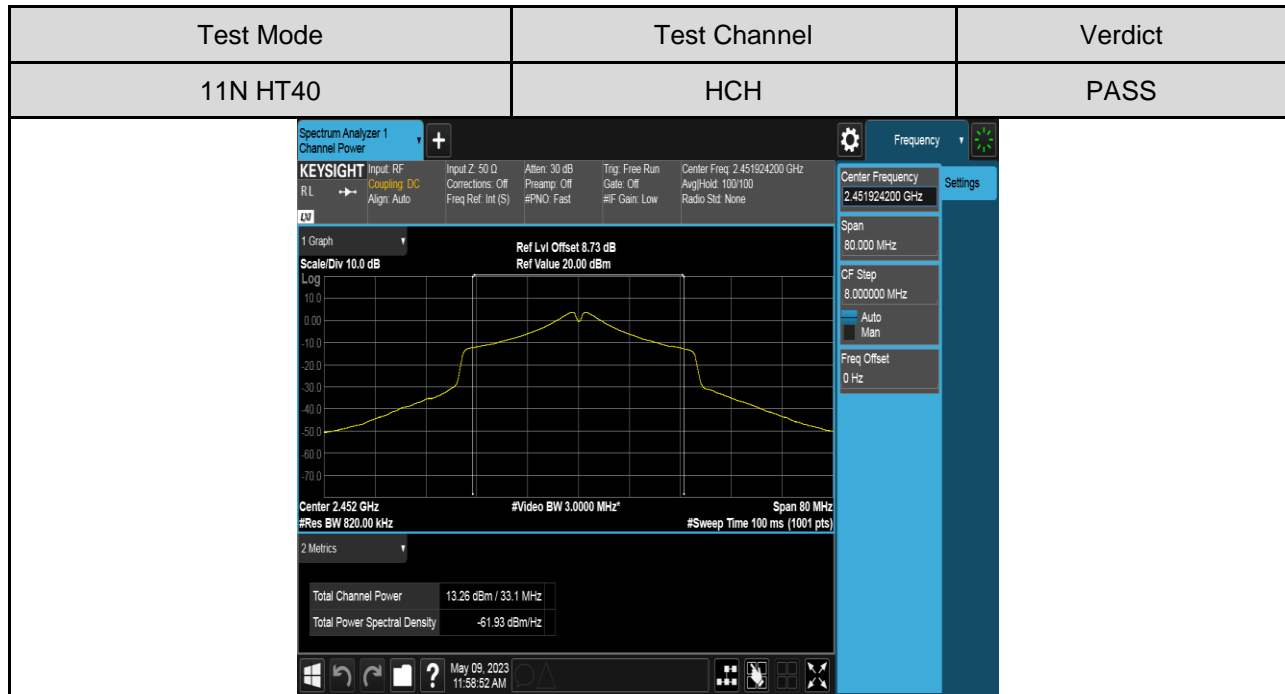 Test Mode Test Channel Verdict
11N HT40 HCH PASS
Spectrum Analyzer 1
Channel Power
+
Frequency
KEYSIGHT
RL
LXI
Input: RF
Coupling: DC
Align: Auto
Input Z: 50 Ω
Corrections: Off
Freq Ref: Int (S)
Atten: 30 dB
Preamp: Off
#PNO: Fast
Trig: Free Run
Gate: Off
#IF Gain: Low
Center Freq: 2.451924200 GHz
Avg|Hold: 100/100
Radio Std: None
Center Frequency
2.451924200 GHz
Settings
Span
80.000 MHz
CF Step
8.000000 MHz
Auto
Man
Freq Offset
0 Hz
1 Graph
Scale/Div 10.0 dB
Ref Lvl Offset 8.73 dB
Ref Value 20.00 dBm
Log
10.0
0.00
-10.0
-20.0
-30.0
-40.0
-50.0
-60.0
-70.0
Center 2.452 GHz
#Res BW 820.00 kHz
#Video BW 3.0000 MHz*
Span 80 MHz
#Sweep Time 100 ms (1001 pts)
2 Metrics
Total Channel Power 13.26 dBm / 33.1 MHz
Total Power Spectral Density -61.93 dBm/Hz
?
May 09, 2023
11:58:52 AM